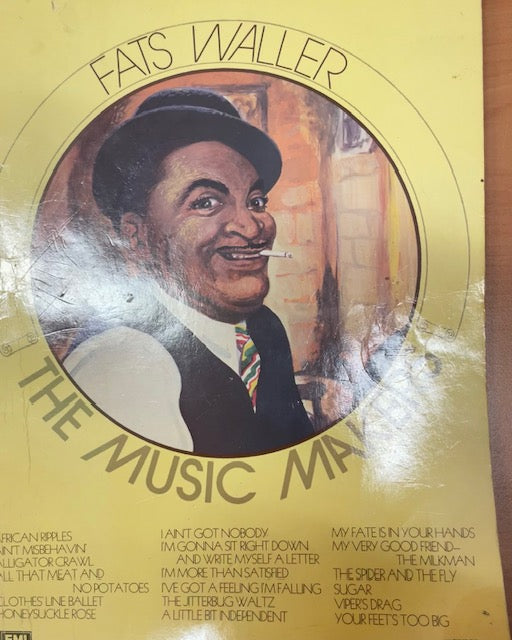 FATS WALLER
THE MUSIC MAKERS
AFRICAN RIPPLES
AIN'T MISBEHAVIN'
ALLIGATOR CRAWL
ALL THAT MEAT AND
NO POTATOES
CLOTHES' LINE BALLET
HONEYSUCKLE ROSE
I AIN'T GOT NOBODY
I'M GONNA SIT RIGHT DOWN
AND WRITE MYSELF A LETTER
I'M MORE THAN SATISFIED
I'VE GOT A FEELING I'M FALLING
THE JITTERBUG WALTZ
A LITTLE BIT INDEPENDENT
MY FATE IS IN YOUR HANDS
MY VERY GOOD FRIEND–
THE MILKMAN
THE SPIDER AND THE FLY
SUGAR
VIPER'S DRAG
YOUR FEET'S TOO BIG
EMI